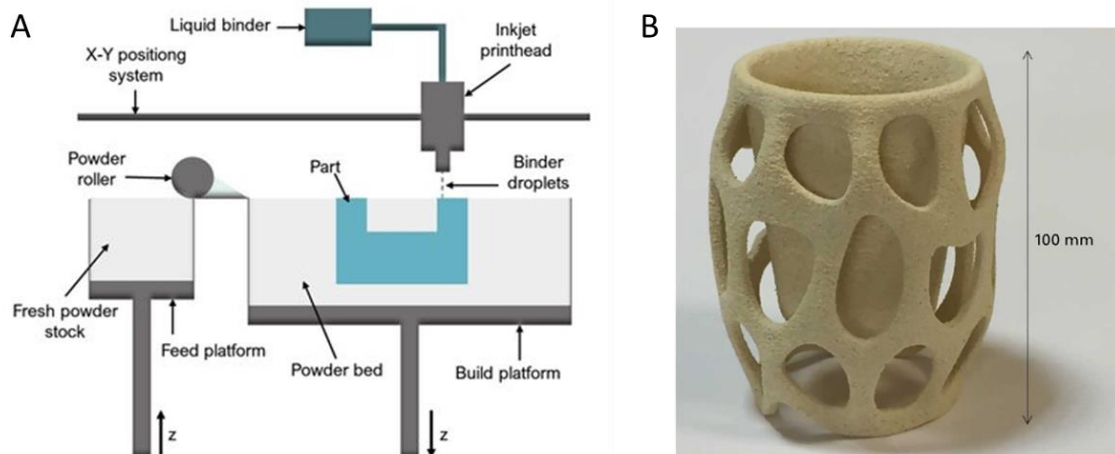 A
Liquid binder
Inkjet
printhead
X-Y positiong
system
Powder
roller
Part
Binder
droplets
Fresh powder
stock
Feed platform
Powder bed
Build platform
z
z
B
100 mm